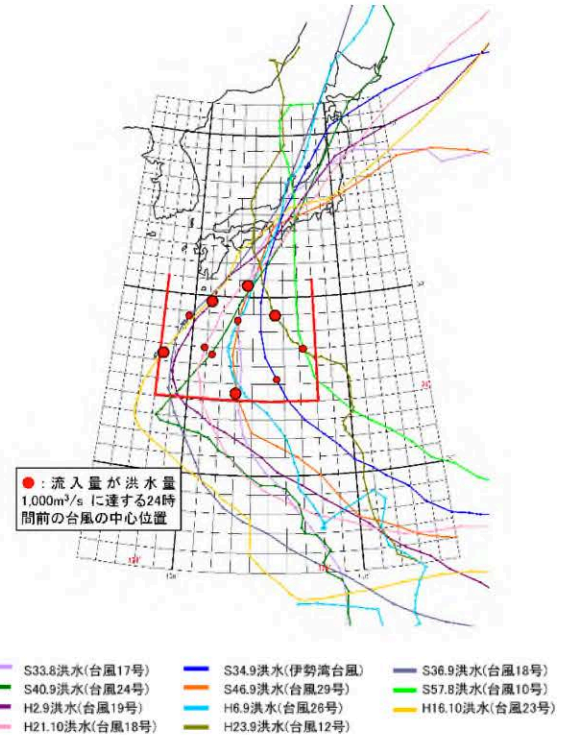 ●：流入量が洪水量
1,000m³/s に達する24時
間前の台風の中心位置
S33.8洪水(台風17号) S34.9洪水(伊勢湾台風) S36.9洪水(台風18号)
S40.9洪水(台風24号) S46.9洪水(台風29号) S57.8洪水(台風10号)
H2.9洪水(台風19号) H6.9洪水(台風26号) H16.10洪水(台風23号)
H21.10洪水(台風18号) H23.9洪水(台風12号)